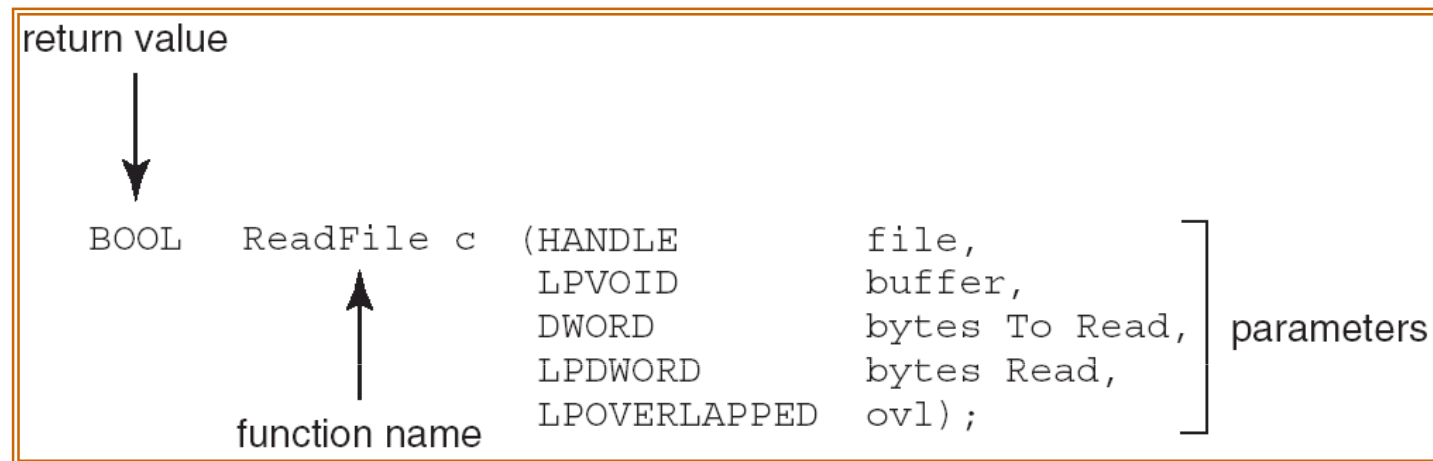 return value
BOOL ReadFile c (HANDLE file,
LPVOID buffer,
DWORD bytes To Read,
LPDWORD bytes Read,
LPOVERLAPPED ovl);
parameters
function name